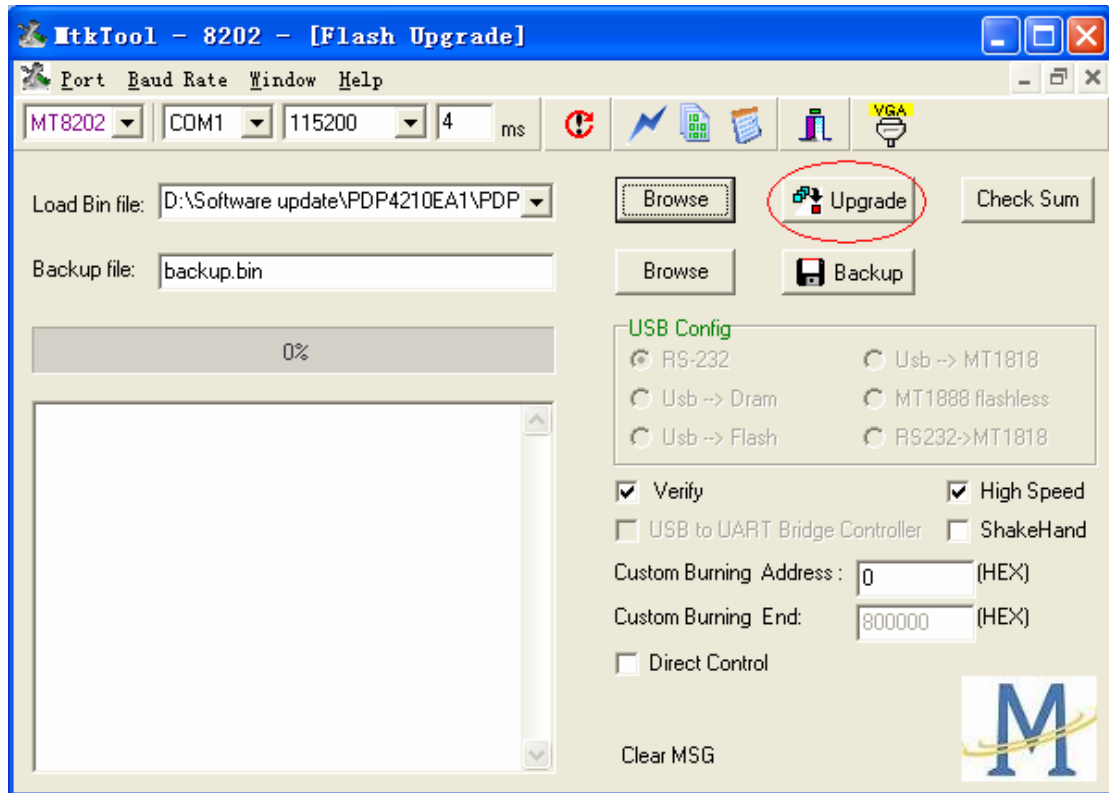 MtkTool - 8202 - [Flash Upgrade]
Port Baud Rate Window Help
MT8202 COM1 115200 4 ms VGA
Load Bin file: D:\Software update\PDP4210EA1\PDP Browse Upgrade Check Sum
Backup file: backup.bin Browse Backup
0%
USB Config
RS-232 Usb --> MT1818
Usb --> Dram MT1888 flashless
Usb --> Flash RS232->MT1818
Verify High Speed
USB to UART Bridge Controller ShakeHand
Custom Burning Address : 0 (HEX)
Custom Burning End: 800000 (HEX)
Direct Control
Clear MSG
M